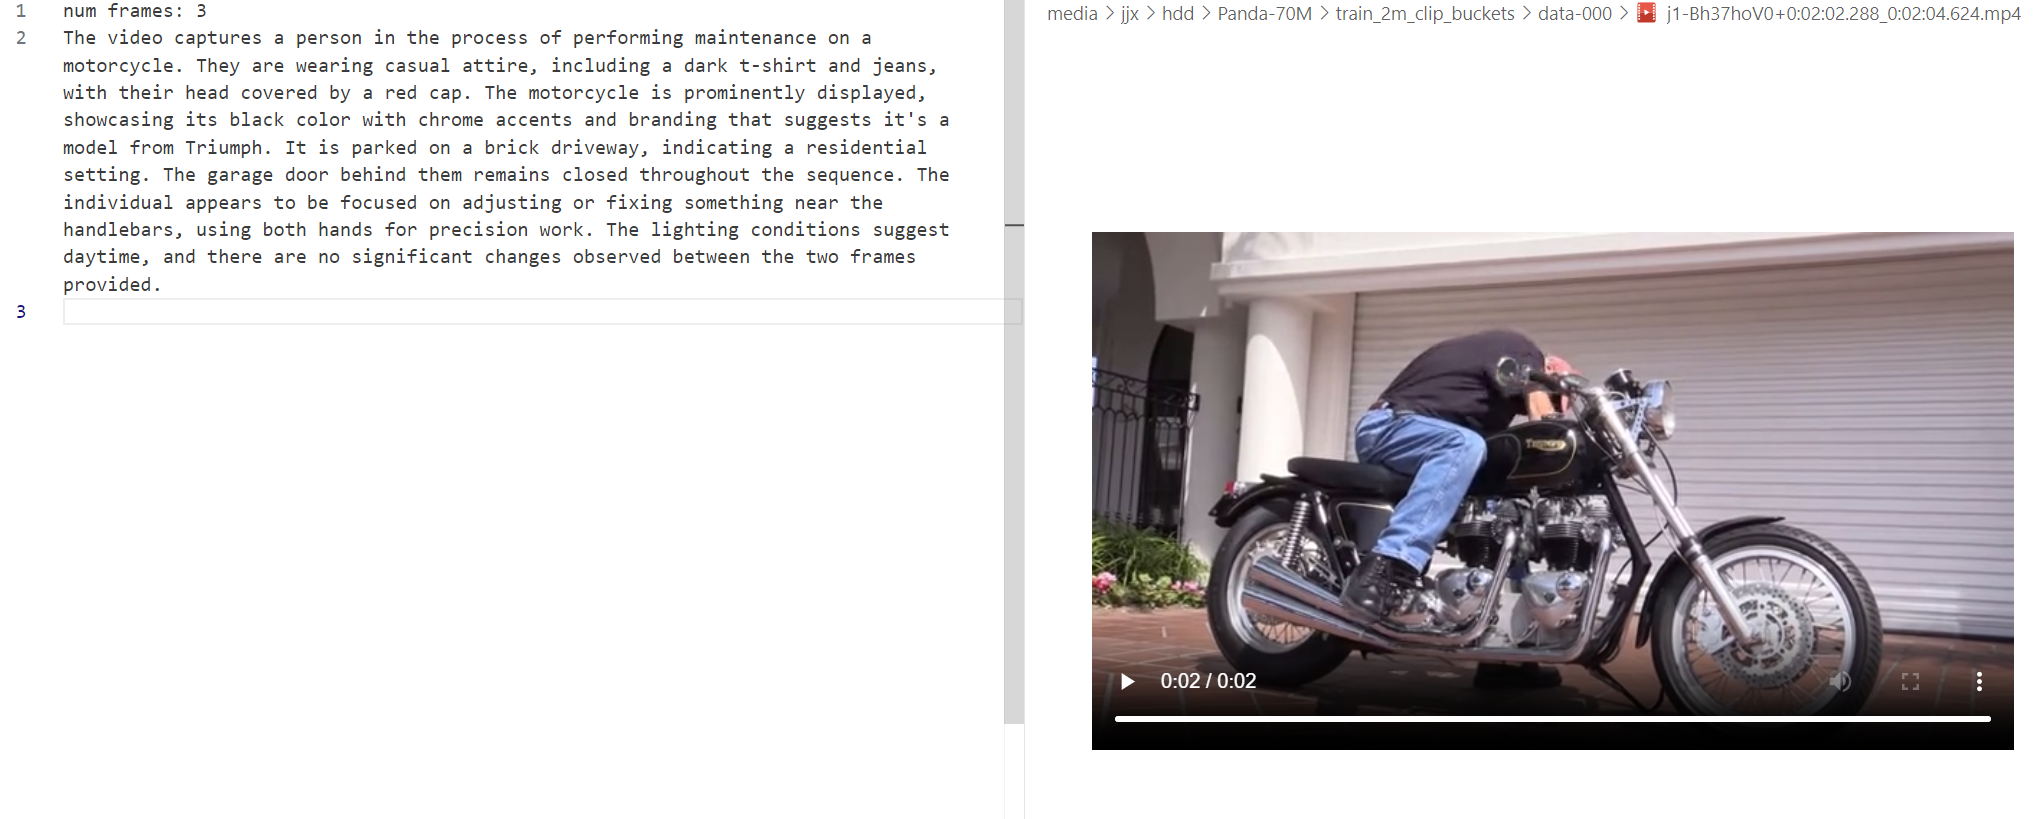 1 num frames: 3
2 The video captures a person in the process of performing maintenance on a
motorcycle. They are wearing casual attire, including a dark t-shirt and jeans,
with their head covered by a red cap. The motorcycle is prominently displayed,
showcasing its black color with chrome accents and branding that suggests it's a
model from Triumph. It is parked on a brick driveway, indicating a residential
setting. The garage door behind them remains closed throughout the sequence. The
individual appears to be focused on adjusting or fixing something near the
handlebars, using both hands for precision work. The lighting conditions suggest
daytime, and there are no significant changes observed between the two frames
provided.
3
media > jjx > hdd > Panda-70M > train_2m_clip_buckets > data-000 > j1-Bh37hoV0+0:02:02.288_0:02:04.624.mp4
TRIUMPH
0:02 / 0:02